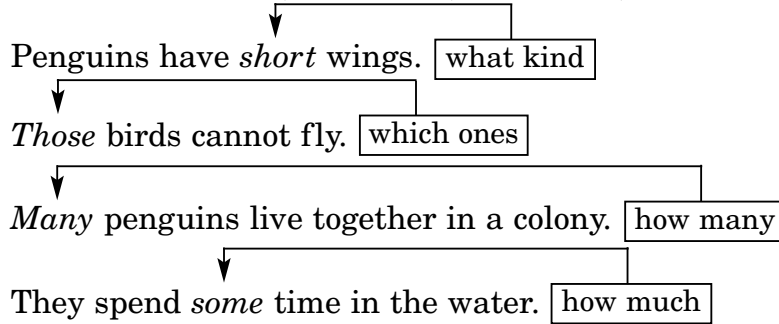 Penguins have short wings. what kind
Those birds cannot fly. which ones
Many penguins live together in a colony. how many
They spend some time in the water. how much